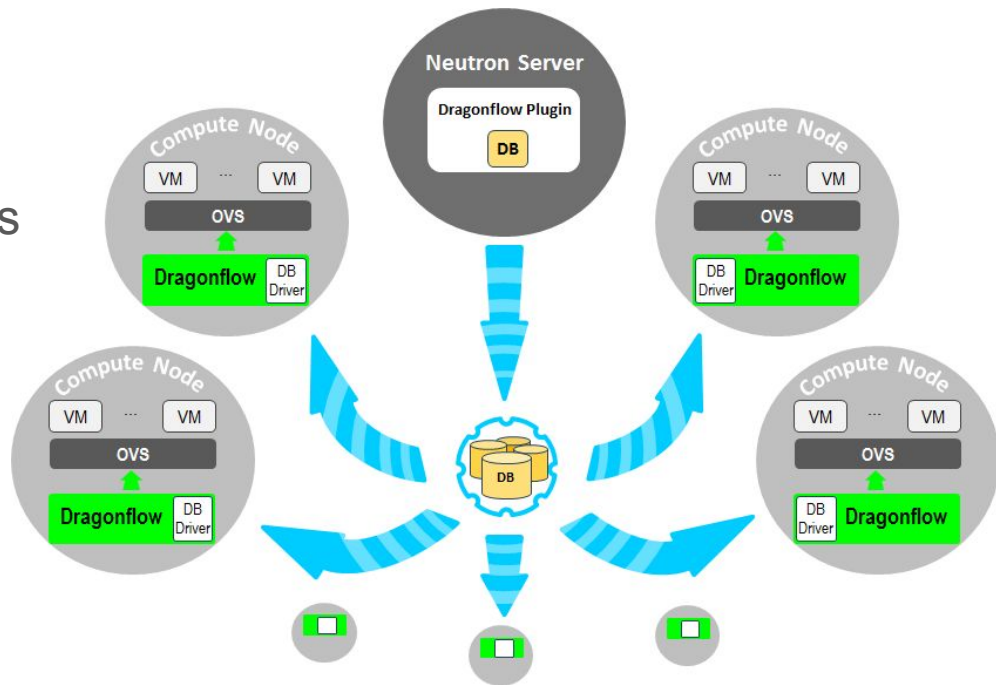 Neutron Server
Dragonflow Plugin
DB
Compute Node
VM ... VM
OVS
Dragonflow
DB
Driver
Compute Node
VM ... VM
OVS
DB
Driver
Dragonflow
s
Compute Node
VM ... VM
OVS
Dragonflow
DB
Driver
DB
Compute Node
VM ... VM
OVS
DB
Driver
Dragonflow